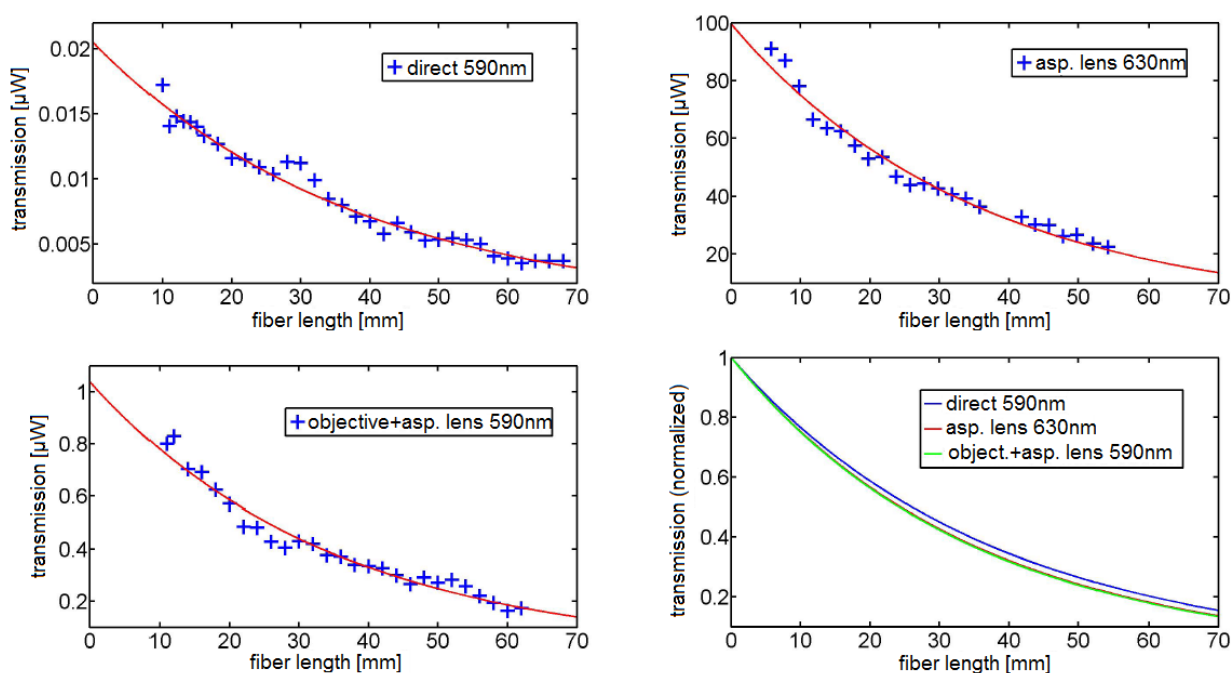 direct 590nm
transmission [µW]
0.02
0.015
0.01
0.005
0 10 20 30 40 50 60 70
fiber length [mm]
asp. lens 630nm
transmission [µW]
100
80
60
40
20
0 10 20 30 40 50 60 70
fiber length [mm]
objective+asp. lens 590nm
transmission [µW]
1
0.8
0.6
0.4
0.2
0 10 20 30 40 50 60 70
fiber length [mm]
direct 590nm
asp. lens 630nm
object.+asp. lens 590nm
transmission (normalized)
1
0.8
0.6
0.4
0.2
0 10 20 30 40 50 60 70
fiber length [mm]